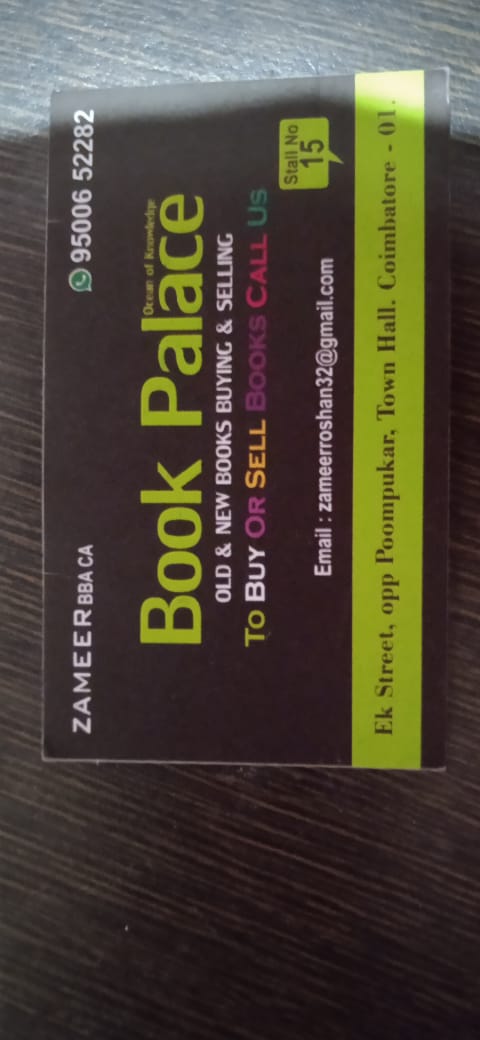 ZAMEER BBA CA
95006 52282
Book Palace
Ocean of Knowledge
OLD & NEW BOOKS BUYING & SELLING
TO BUY OR SELL BOOKS CALL US
Stall No
15
Email : zameerroshan32@gmail.com
Ek Street, opp Poompukar, Town Hall. Coimbatore - 01.